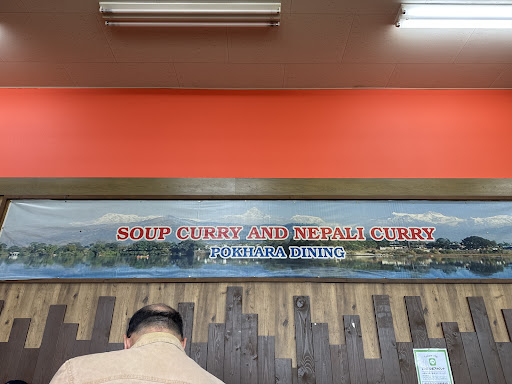 SOUP CURRY AND NEPALI CURRY
POKHARA DINING